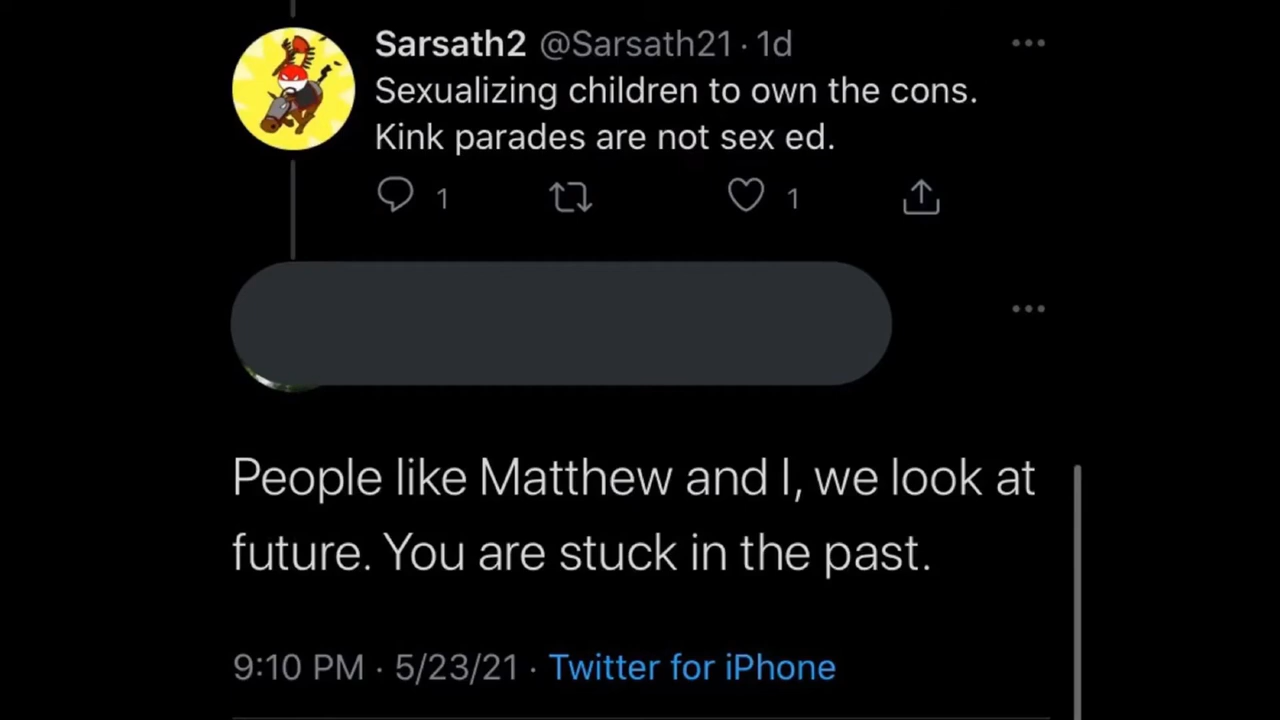 Sarsath2 @Sarsath21 · 1d
Sexualizing children to own the cons.
Kink parades are not sex ed.
1 1
People like Matthew and I, we look at
future. You are stuck in the past.
9:10 PM · 5/23/21 · Twitter for iPhone